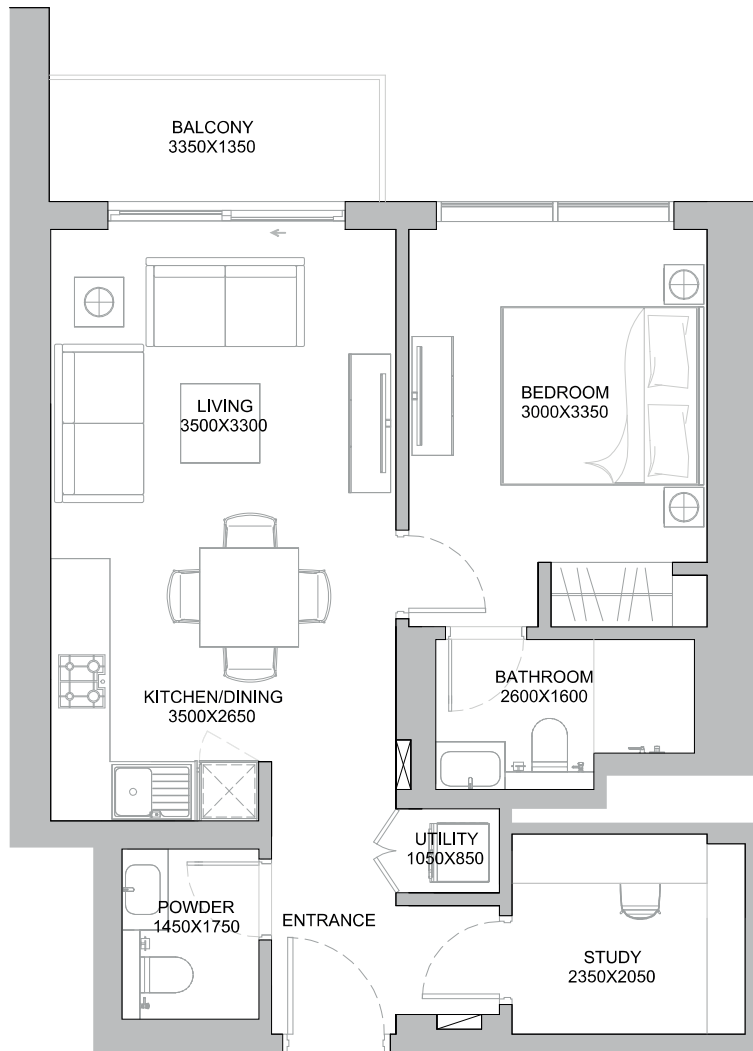 BALCONY
3350X1350
LIVING
3500X3300
BEDROOM
3000X3350
KITCHEN/DINING
3500X2650
BATHROOM
2600X1600
UTILITY
1050X850
POWDER
1450X1750
ENTRANCE
STUDY
2350X2050